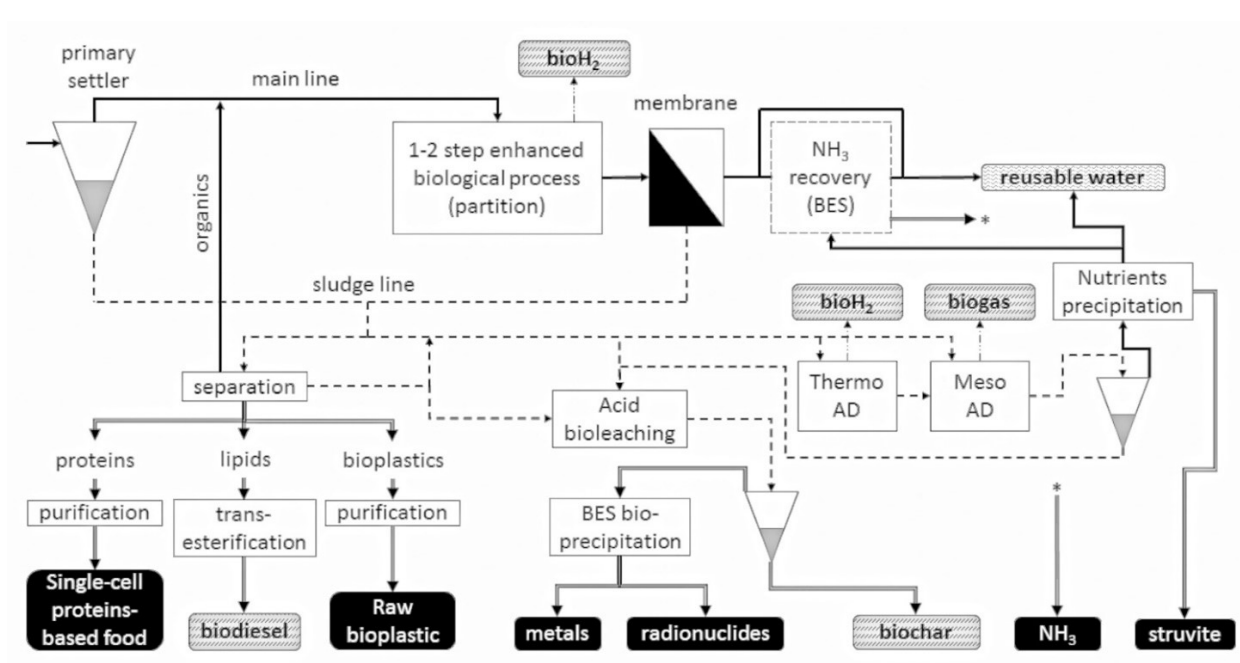 primary
settler
main line
bioH₂
membrane
1-2 step enhanced
biological process
(partition)
NH₃
recovery
(BES)
reusable water
*
organics
sludge line
Nutrients
precipitation
bioH₂
biogas
separation
Thermo
AD
Meso
AD
Acid
bioleaching
proteins
lipids
bioplastics
*
purification
trans-
esterification
purification
BES bio-
precipitation
Single-cell
proteins-
based food
biodiesel
Raw
bioplastic
metals
radionuclides
biochar
NH₃
struvite